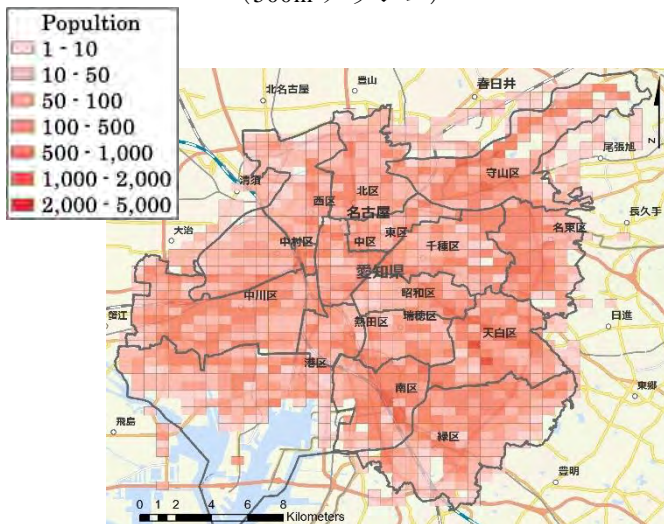 Popultion
1 - 10
10 - 50
50 - 100
100 - 500
500 - 1,000
1,000 - 2,000
2,000 - 5,000
北名古屋
豊山
春日井
尾張旭
清須
守山区
北区
西区
名古屋
長久手
大治
東区
名東区
中村区
中区
千種区
愛知県
中川区
昭和区
蟹江
熱田区
瑞穂区
日進
天白区
港区
南区
東郷
飛島
緑区
豊明
0 1 2 4 6 8
Kilometers
N